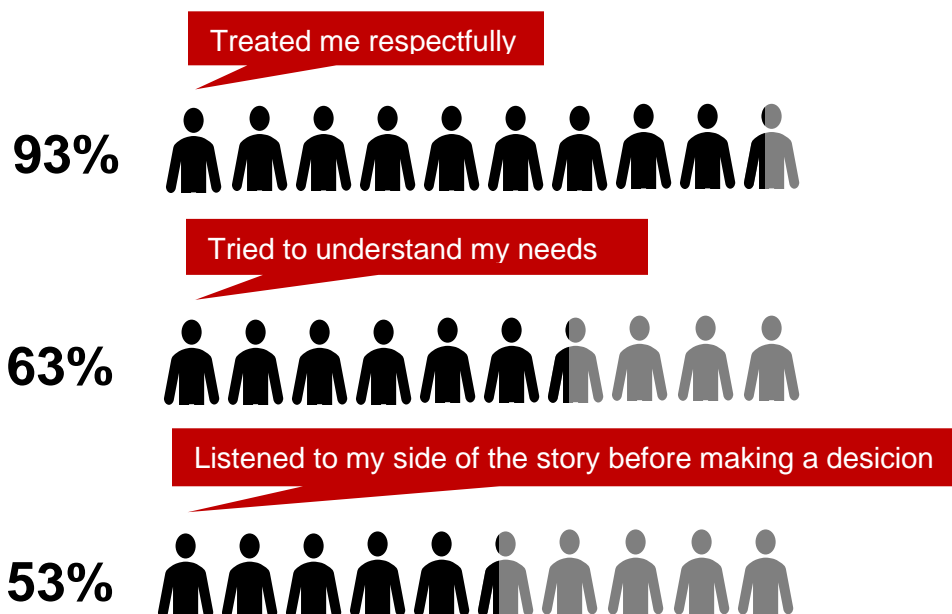 Treated me respectfully
93%
Tried to understand my needs
63%
Listened to my side of the story before making a desicion
53%